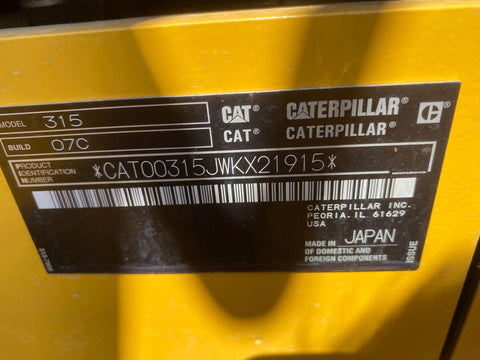 MODEL 315 CAT® CATERPILLAR®
BUILD 07C CAT® CATERPILLAR®
PRODUCT
IDENTIFICATION
NUMBER *CAT00315JWKX21915*
CATERPILLAR INC.
PEORIA.IL 61629
USA
MADE IN JAPAN
OF DOMESTIC AND
FOREIGN COMPONENTS
ISSUE